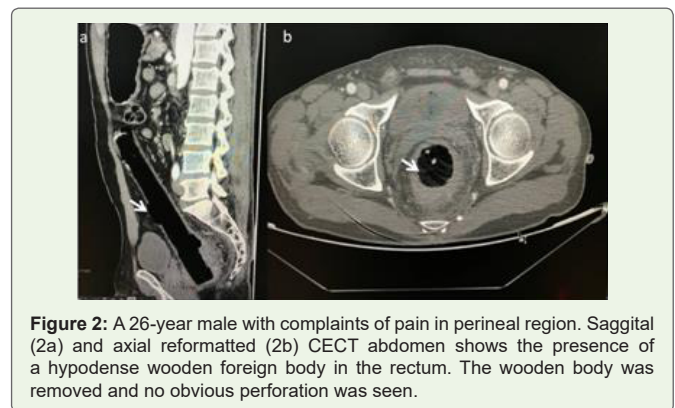 a b
Figure 2: A 26-year male with complaints of pain in perineal region. Saggital
(2a) and axial reformatted (2b) CECT abdomen shows the presence of
a hypodense wooden foreign body in the rectum. The wooden body was
removed and no obvious perforation was seen.